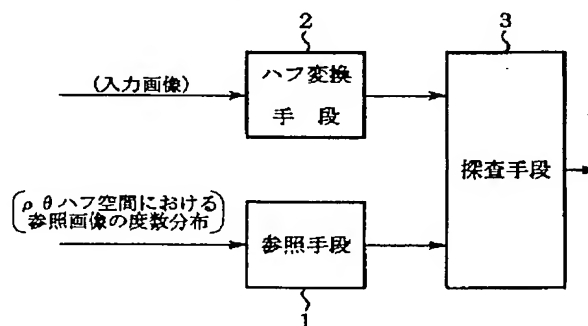 2
3
ハフ変換
手 段
(入力画像)
探査手段
ρ θ ハフ空間における
参照画像の度数分布
参照手段
1